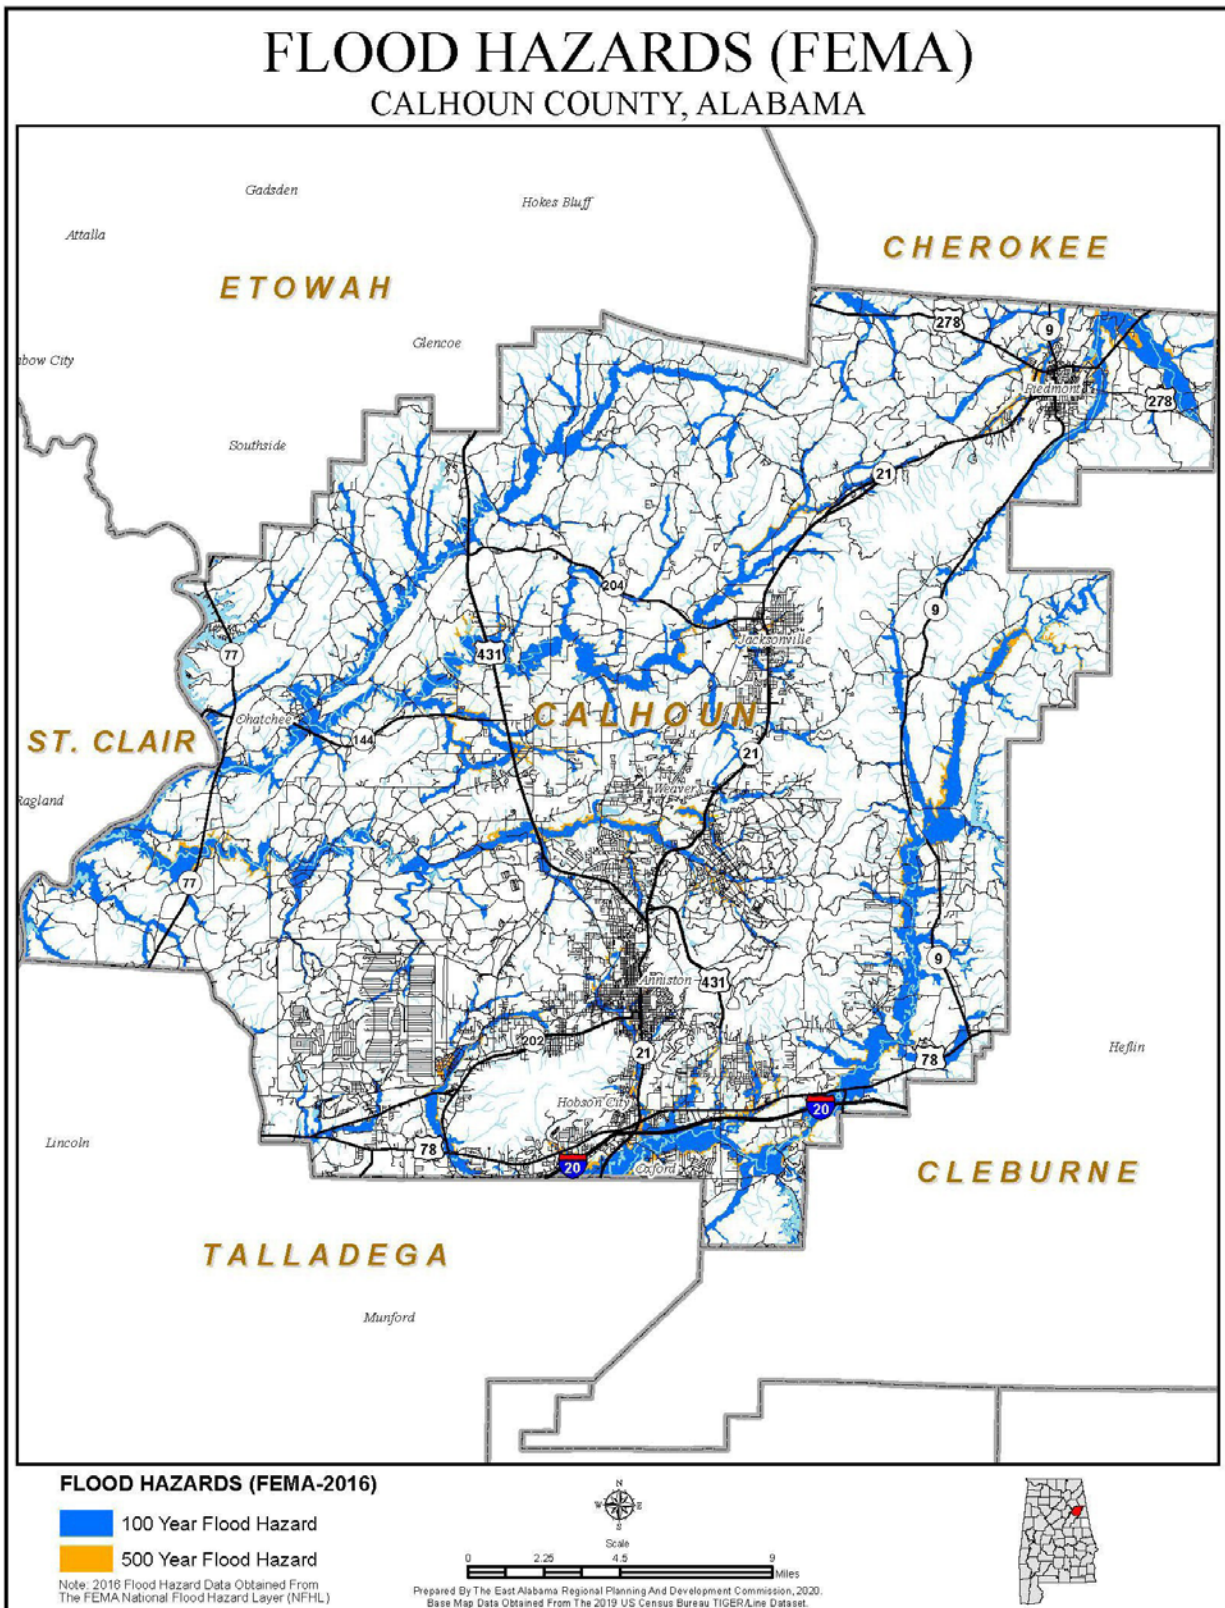 FLOOD HAZARDS (FEMA)
CALHOUN COUNTY, ALABAMA
Gadsden
Hokes Bluff
Attalla
CHEROKEE
ETOWAH
278
9
Glencoe
bow City
Piedmont
278
Southside
21
204
9
Jacksonville
431
77
CALHOUN
Ohatchee
ST. CLAIR
144
21
Weaver
Ragland
77
9
Anniston
431
202
21
78
Heflin
Hobson City
20
Lincoln
78
20
Oxford
CLEBURNE
TALLADEGA
Munford
FLOOD HAZARDS (FEMA-2016)
100 Year Flood Hazard
500 Year Flood Hazard
Note: 2016 Flood Hazard Data Obtained From
The FEMA National Flood Hazard Layer (NFHL)
N
W E
S
Scale
0 2.25 4.5 9
Miles
Prepared By The East Alabama Regional Planning And Development Commission, 2020.
Base Map Data Obtained From The 2019 US Census Bureau TIGER/Line Dataset.